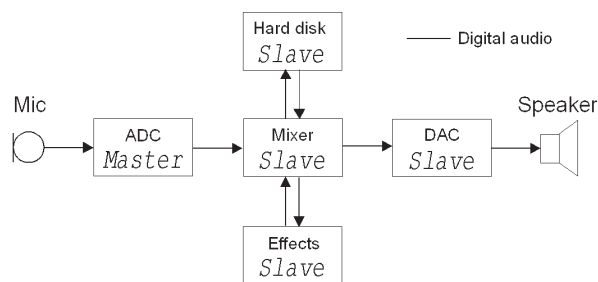 Hard disk
Slave
Digital audio
Mic
Speaker
ADC
Master
Mixer
Slave
DAC
Slave
Effects
Slave